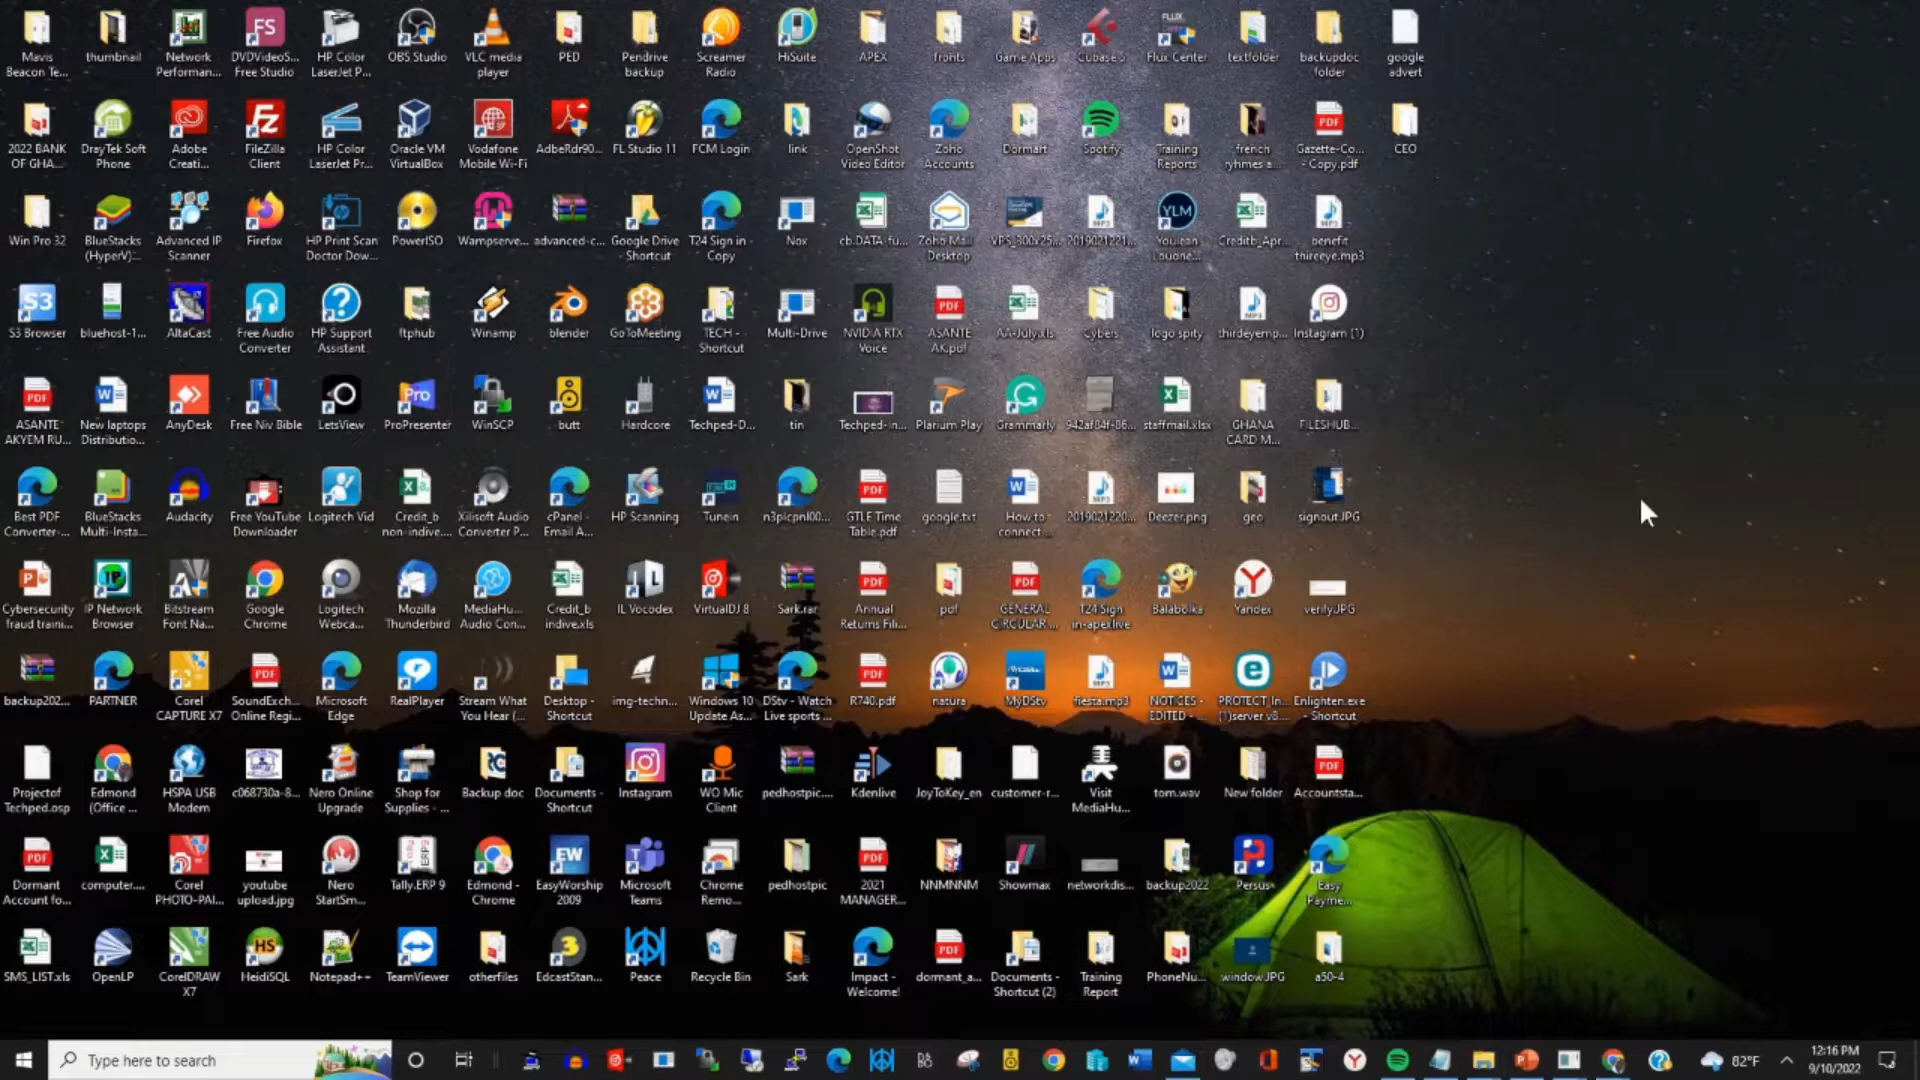 Mavis
Beacon Te...
thumbnail
Network
Performan...
DVDVideoS...
Free Studio
HP Color
LaserJet P...
OBS Studio
VLC media
player
PED
Pendrive
backup
Screamer
Radio
HiSuite
APEX
fronts
Game Apps
Cubase 5
Flux Center
textfolder
backupdoc
folder
google
advert
2022 BANK
OF GHA...
DrayTek Soft
Phone
Adobe
Creati...
FileZilla
Client
HP Color
LaserJet Pr...
Oracle VM
VirtualBox
Vodafone
Mobile Wi-Fi
AdbeRdr90...
FL Studio 11
FCM Login
link
OpenShot
Video Editor
Zoho
Accounts
Dormart
Spotify
Training
Reports
french
ryhmes a...
Gazette-Co...
- Copy.pdf
CEO
Win Pro 32
BlueStacks
(HyperV)...
Advanced IP
Scanner
Firefox
HP Print Scan
Doctor Dow...
PowerISO
Wampserve...
advanced-c...
Google Drive
- Shortcut
T24 Sign in -
Copy
Nox
cb.DATA-fu...
Zoho Mail -
Desktop
VPS_300x25...
2019021221...
Youlean
Loudne...
Creditb_Apr...
benefit
thireeye.mp3
S3 Browser
bluehost-1...
AltaCast
Free Audio
Converter
HP Support
Assistant
ftphub
Winamp
blender
GoToMeeting
TECH -
Shortcut
Multi-Drive
NVIDIA RTX
Voice
ASANTE
AK.pdf
AA-July.xls
Cybers
logo spity
thirdeyemp...
Instagram (1)
ASANTE
AKYEM RU...
New laptops
Distributio...
AnyDesk
Free Niv Bible
LetsView
ProPresenter
WinSCP
butt
Hardcore
Techped-D...
tin
Techped-in...
Plarium Play
Grammarly
942af84f-86...
staffmail.xlsx
GHANA
CARD M...
FILESHUB...
Best PDF
Converter-...
BlueStacks
Multi-Insta...
Audacity
Free YouTube
Downloader
Logitech Vid
Credit_b
non-indive...
Xilisoft Audio
Converter P...
cPanel -
Email A...
HP Scanning
Tunein
n3plcpnl00...
GTLE Time
Table.pdf
google.txt
How to
connect ...
2019021220...
Deezer.png
geo
signout.JPG
Cybersecurity
fraud traini...
IP Network
Browser
Bitstream
Font Na...
Google
Chrome
Logitech
Webca...
Mozilla
Thunderbird
MediaHu...
Audio Con...
Credit_b
indive.xls
IL Vocodex
VirtualDJ 8
Sark.rar
Annual
Returns Fili...
pdf
GENERAL
CIRCULAR...
T24 Sign
in-apexlive
Balabolka
Yandex
verify.JPG
backup202...
PARTNER
Corel
CAPTURE X7
SoundExch...
Online Regi...
Microsoft
Edge
RealPlayer
Stream What
You Hear (...
Desktop -
Shortcut
img-techn...
Windows 10
Update As...
DStv - Watch
Live sports ...
R740.pdf
natura
MyDStv
fiesta.mp3
NOTICES -
EDITED - ...
PROTECT_In...
(1)server v8...
Enlighten.exe
- Shortcut
Projectof
Techped.osp
Edmond
(Office ...
HSPA USB
Modem
c068730a-8...
Nero Online
Upgrade
Shop for
Supplies - ...
Backup doc
Documents -
Shortcut
Instagram
WO Mic
Client
pedhostpic....
Kdenlive
JoyToKey_en
customer-r...
Visit
MediaHu...
tom.wav
New folder
Accountsta...
Dormant
Account fo...
computer....
Corel
PHOTO-PAI...
youtube
upload.jpg
Nero
StartSm...
Tally.ERP 9
Edmond -
Chrome
EasyWorship
2009
Microsoft
Teams
Chrome
Remo...
pedhostpic
2021
MANAGER...
NNMNNM
Showmax
networkdis...
backup2022
Persus
Easy
Payme...
SMS_LIST.xls
OpenLP
CorelDRAW
X7
HeidiSQL
Notepad++
TeamViewer
otherfiles
EdcastStan...
Peace
Recycle Bin
Sark
Impact -
Welcome!
dormant_a...
Documents -
Shortcut (2)
Training
Report
PhoneNu...
window.JPG
a50-4
Type here to search
82°F
12:16 PM
9/10/2022